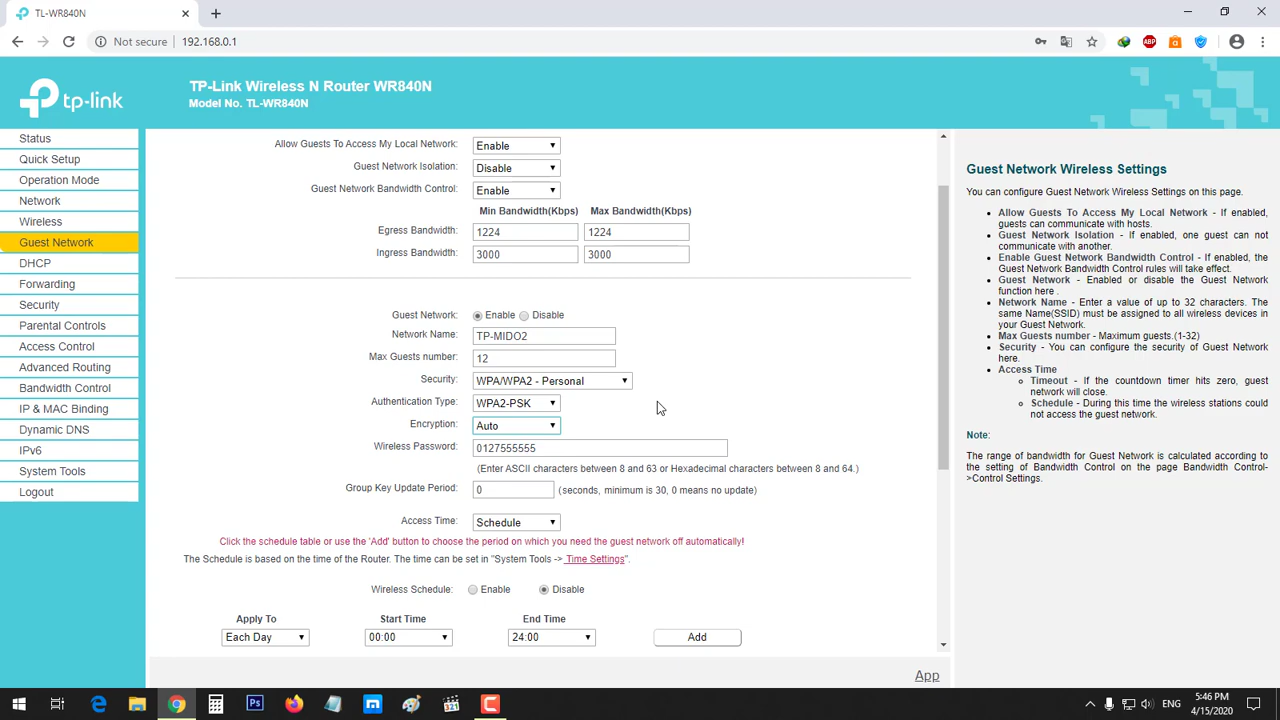 TL-WR840N
Not secure
192.168.0.1
ABP
a
tp-link
TP-Link Wireless N Router WR840N
Model No. TL-WR840N
Status
Quick Setup
Operation Mode
Network
Wireless
Guest Network
DHCP
Forwarding
Security
Parental Controls
Access Control
Advanced Routing
Bandwidth Control
IP & MAC Binding
Dynamic DNS
IPv6
System Tools
Logout
Allow Guests To Access My Local Network: Enable
Guest Network Isolation: Disable
Guest Network Bandwidth Control: Enable
Min Bandwidth(Kbps) Max Bandwidth(Kbps)
Egress Bandwidth: 1224 1224
Ingress Bandwidth: 3000 3000
Guest Network: Enable Disable
Network Name: TP-MIDO2
Max Guests number: 12
Security: WPA/WPA2 - Personal
Authentication Type: WPA2-PSK
Encryption: Auto
Wireless Password: 0127555555
(Enter ASCII characters between 8 and 63 or Hexadecimal characters between 8 and 64.)
Group Key Update Period: 0 (seconds, minimum is 30, 0 means no update)
Access Time: Schedule
Click the schedule table or use the 'Add' button to choose the period on which you need the guest network off automatically!
The Schedule is based on the time of the Router. The time can be set in "System Tools -> Time Settings".
Wireless Schedule: Enable Disable
Apply To Start Time End Time
Each Day 00:00 24:00 Add
App
Guest Network Wireless Settings
You can configure Guest Network Wireless Settings on this page.
Allow Guests To Access My Local Network - If enabled,
guests can communicate with hosts.
Guest Network Isolation - If enabled, one guest can not
communicate with another.
Enable Guest Network Bandwidth Control - If enabled, the
Guest Network Bandwidth Control rules will take effect.
Guest Network - Enabled or disable the Guest Network
function here .
Network Name - Enter a value of up to 32 characters. The
same Name(SSID) must be assigned to all wireless devices in
your Guest Network.
Max Guests number - Maximum guests.(1-32)
Security - You can configure the security of Guest Network
here.
Access Time
Timeout - If the countdown timer hits zero, guest
network will close.
Schedule - During this time the wireless stations could
not access the guest network.
Note:
The range of bandwidth for Guest Network is calculated according to
the setting of Bandwidth Control on the page Bandwidth Control-
>Control Settings.
Ps
ENG
5:46 PM
4/15/2020